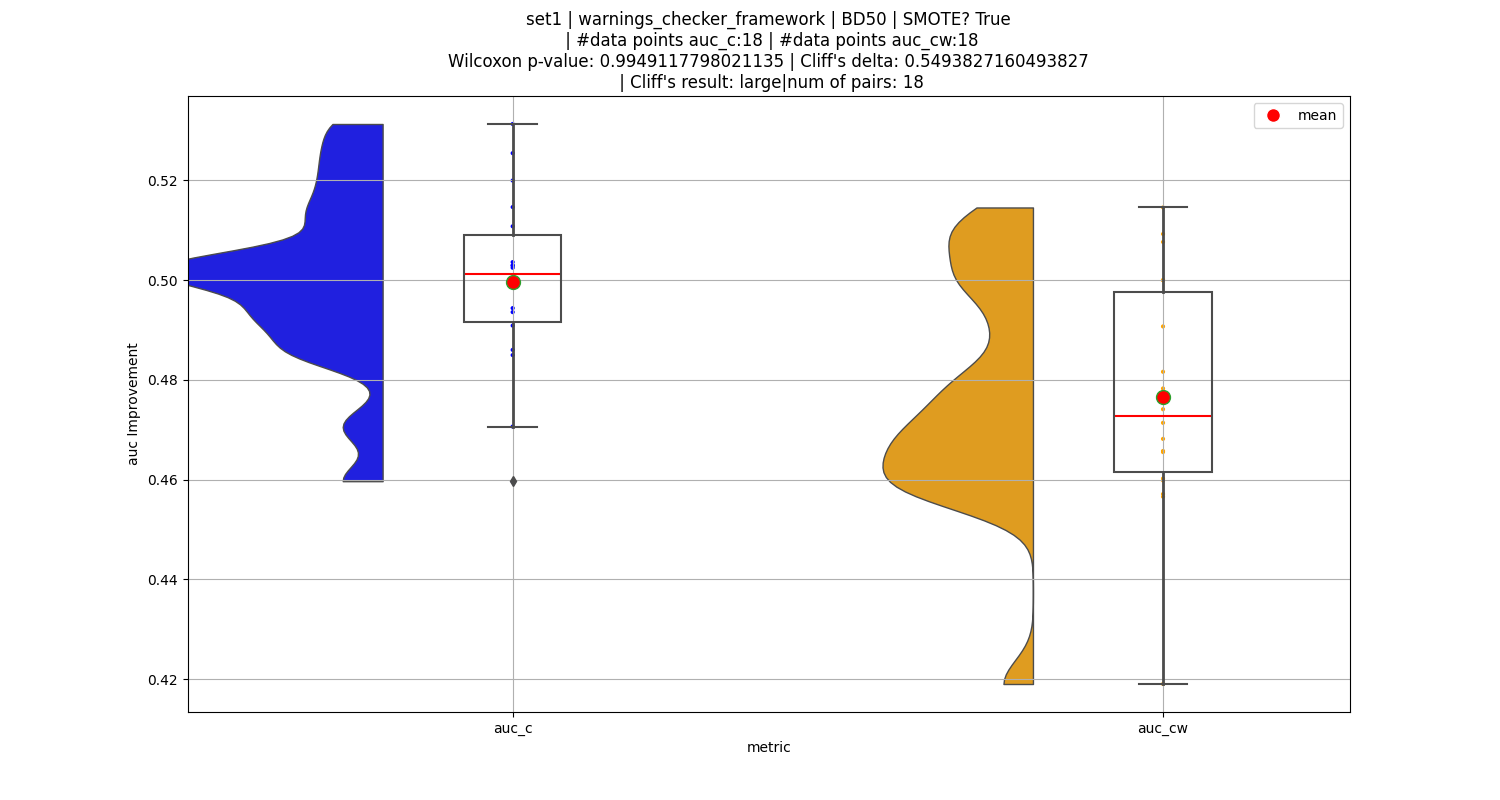 set1 | warnings_checker_framework | BD50 | SMOTE? True
| #data points auc_c:18 | #data points auc_cw:18
Wilcoxon p-value: 0.9949117798021135 | Cliff's delta: 0.5493827160493827
| Cliff's result: large|num of pairs: 18
mean
0.52
0.50
0.48
0.46
0.44
0.42
auc Improvement
auc_c
auc_cw
metric